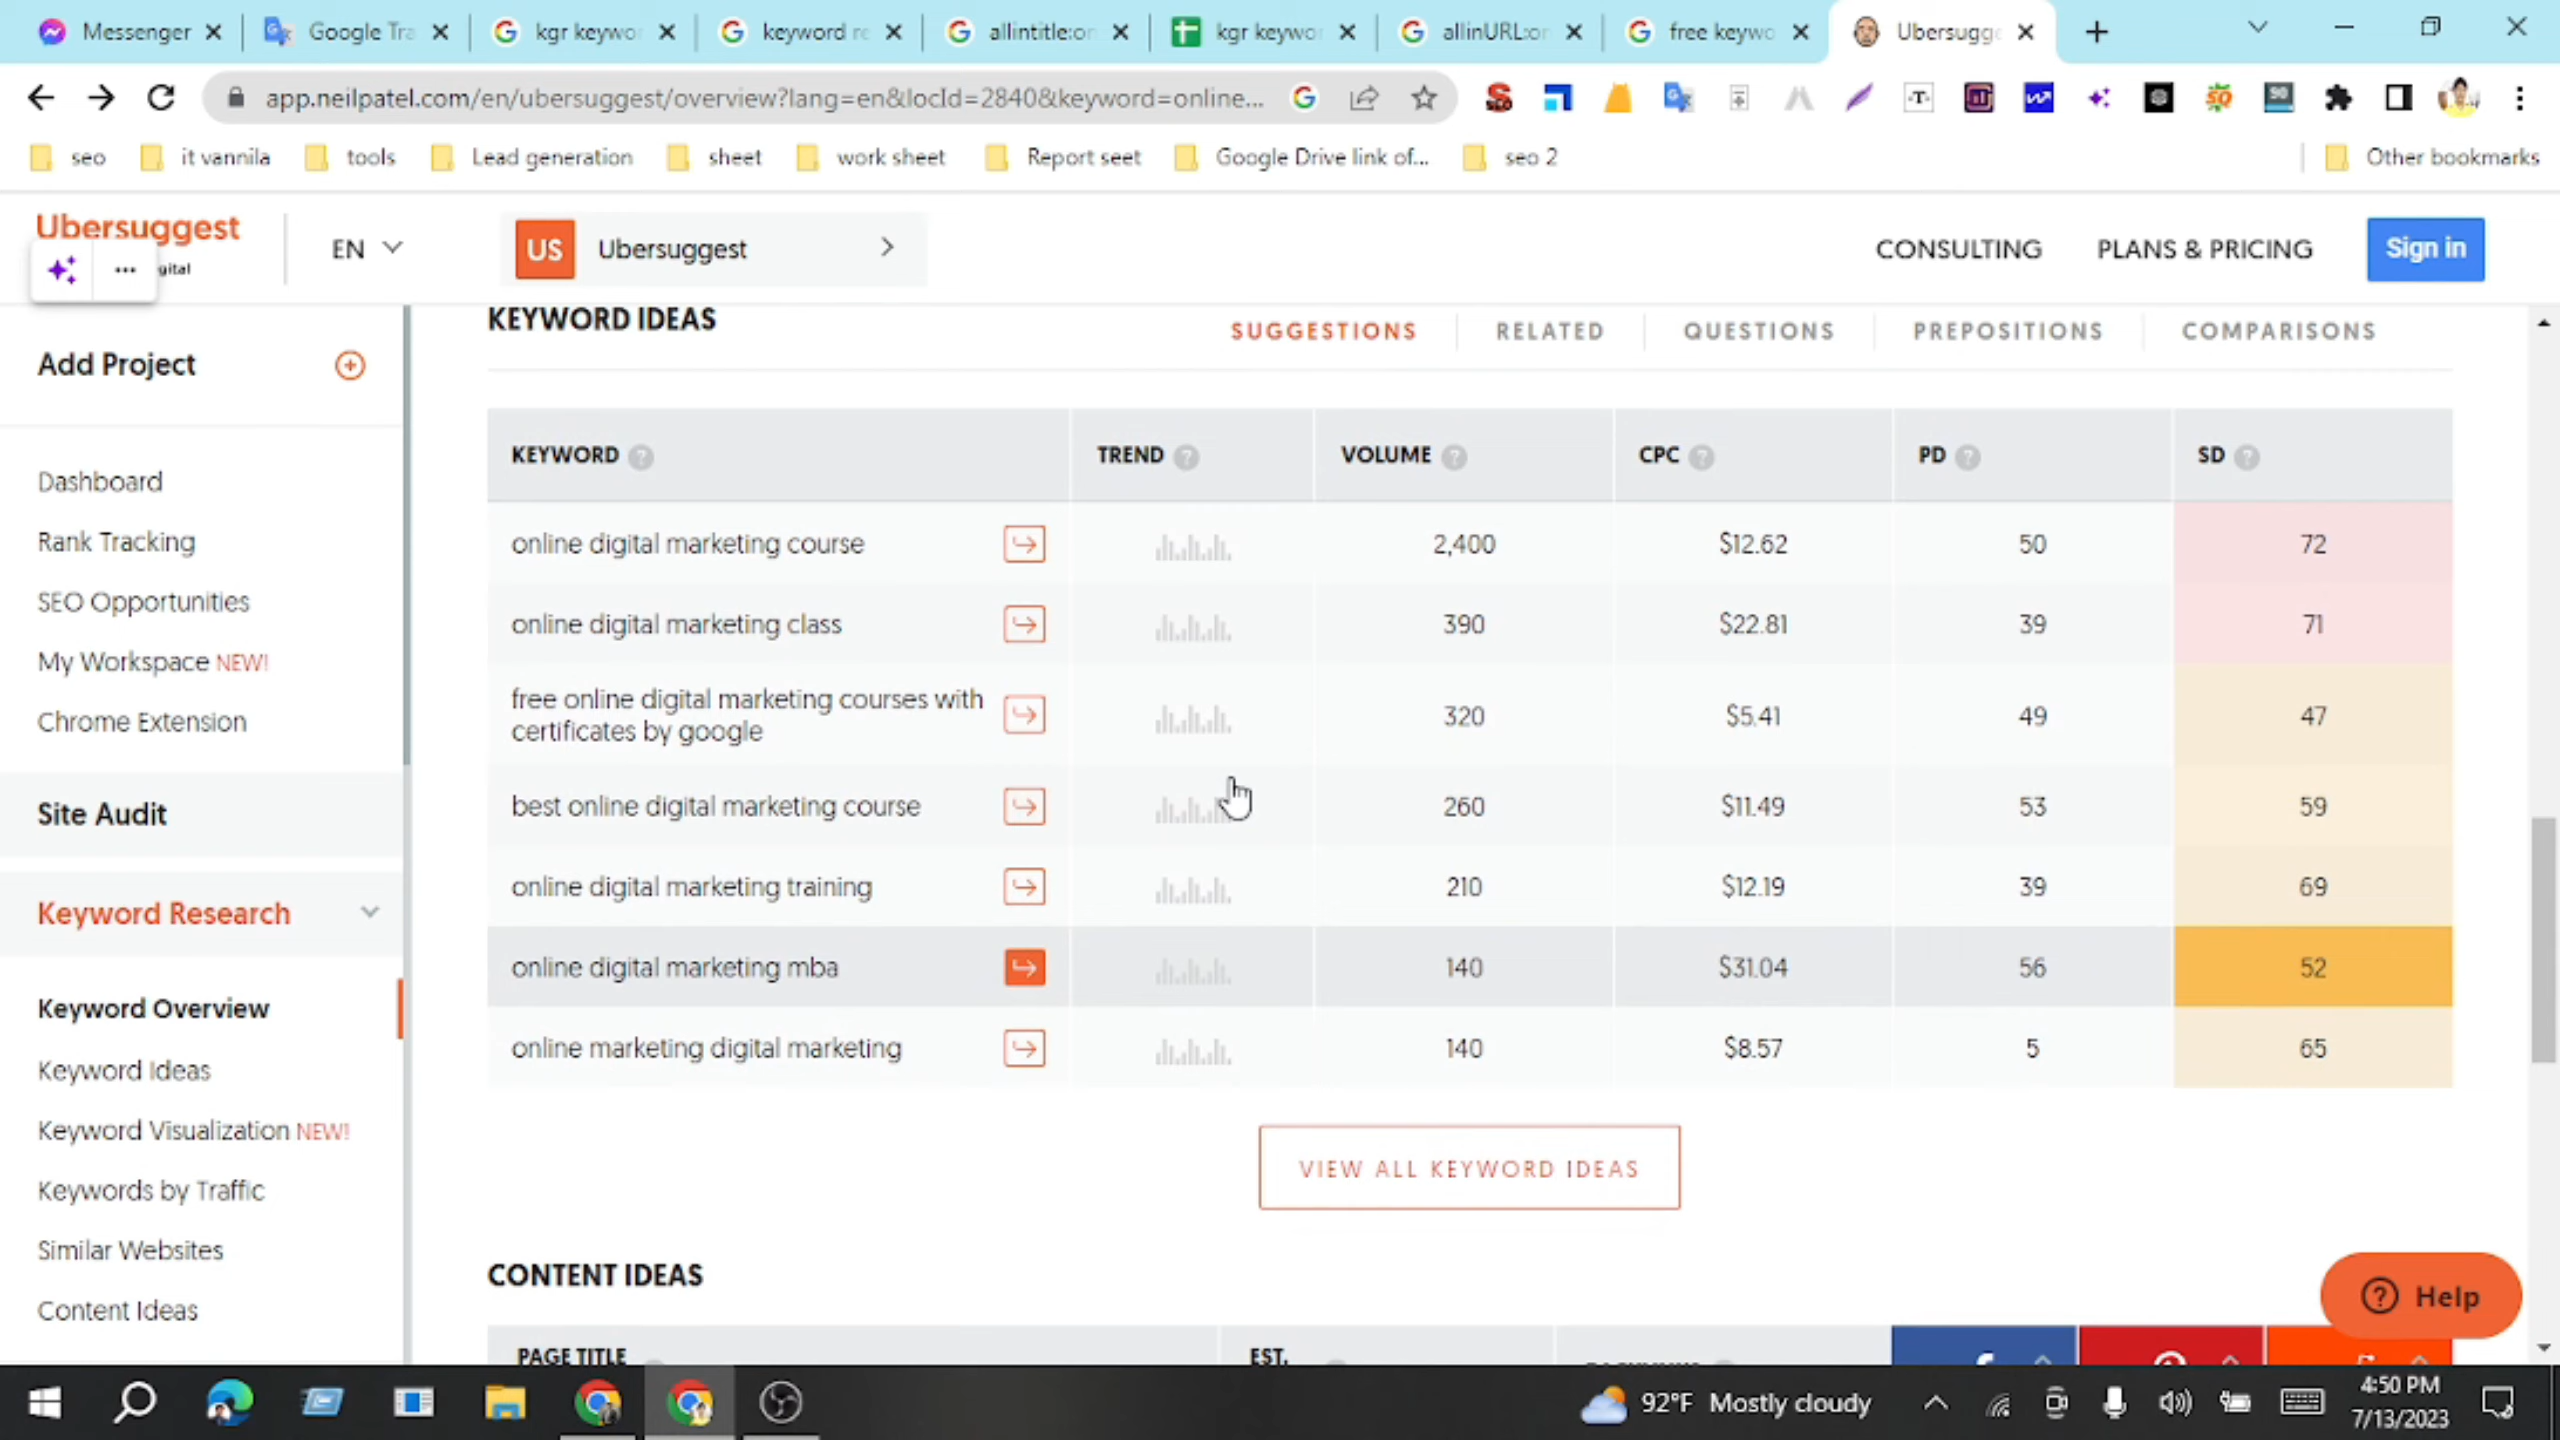 Messenger
Google Tra
kgr keywo
keyword re
allintitle:or
kgr keywo
allinURL:or
free keywo
Ubersugge
app.neilpatel.com/en/ubersuggest/overview?lang=en&locId=2840&keyword=online...
seo
it vannila
tools
Lead generation
sheet
work sheet
Report seet
Google Drive link of...
seo 2
Other bookmarks
Ubersuggest
gital
EN
US
Ubersuggest
CONSULTING
PLANS & PRICING
Sign in
Add Project
Dashboard
Rank Tracking
SEO Opportunities
My Workspace NEW!
Chrome Extension
Site Audit
Keyword Research
Keyword Overview
Keyword Ideas
Keyword Visualization NEW!
Keywords by Traffic
Similar Websites
Content Ideas
KEYWORD IDEAS
SUGGESTIONS RELATED QUESTIONS PREPOSITIONS COMPARISONS
KEYWORD TREND VOLUME CPC PD SD
online digital marketing course 2,400 $12.62 50 72
online digital marketing class 390 $22.81 39 71
free online digital marketing courses with
certificates by google 320 $5.41 49 47
best online digital marketing course 260 $11.49 53 59
online digital marketing training 210 $12.19 39 69
online digital marketing mba 140 $31.04 56 52
online marketing digital marketing 140 $8.57 5 65
VIEW ALL KEYWORD IDEAS
CONTENT IDEAS
PAGE TITLE EST.
Help
92°F Mostly cloudy
4:50 PM
7/13/2023